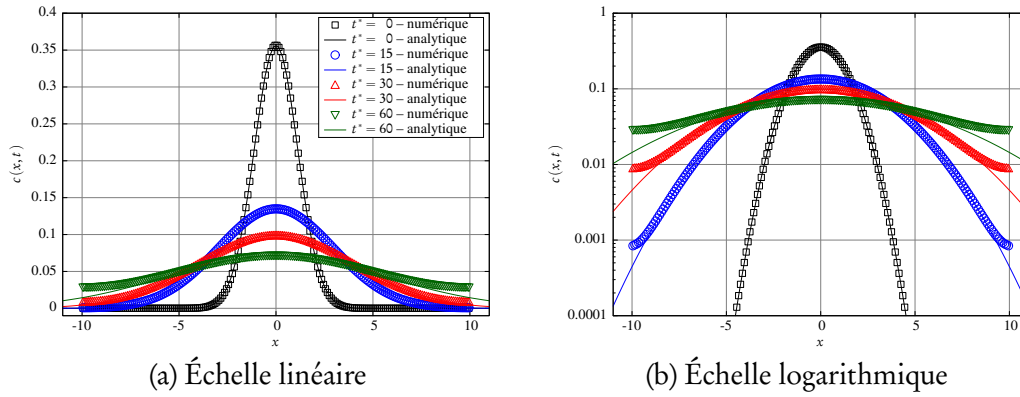 0.4
0.35
0.3
0.25
0.2
0.15
0.1
0.05
0
c(x,t)
-10 -5 0 5 10
x
t* = 0 – numérique
t* = 0 – analytique
t* = 15 – numérique
t* = 15 – analytique
t* = 30 – numérique
t* = 30 – analytique
t* = 60 – numérique
t* = 60 – analytique
(a) Échelle linéaire
1
0.1
0.01
0.001
0.0001
c(x,t)
-10 -5 0 5 10
x
(b) Échelle logarithmique